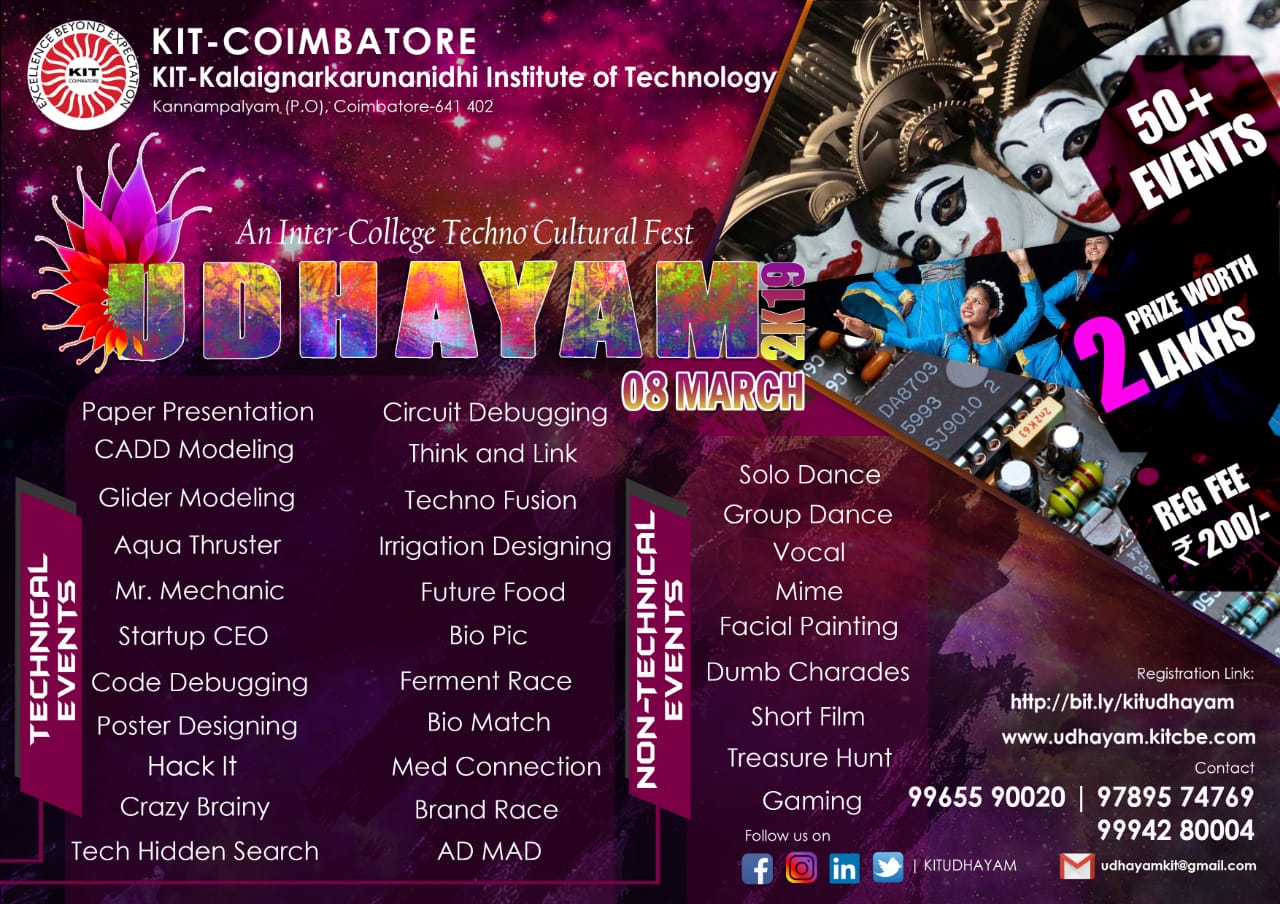 EXCELLENCE BEYOND EXPECTATION
KIT
COIMBATORE
KIT-COIMBATORE
KIT-Kalaignarkarunanidhi Institute of Technology
Kannampalyam (P.O), Coimbatore-641 402
50+
EVENTS
An Inter-College Techno Cultural Fest
UDHAYAM
2K19
08 MARCH
2
PRIZE WORTH
LAKHS
DA8703
5993
SJ9010 2
2n2K63
REG FEE
₹ 200/-
TECHNICAL
EVENTS
Paper Presentation
CADD Modeling
Glider Modeling
Aqua Thruster
Mr. Mechanic
Startup CEO
Code Debugging
Poster Designing
Hack It
Crazy Brainy
Tech Hidden Search
Circuit Debugging
Think and Link
Techno Fusion
Irrigation Designing
Future Food
Bio Pic
Ferment Race
Bio Match
Med Connection
Brand Race
AD MAD
NON-TECHNICAL
EVENTS
Solo Dance
Group Dance
Vocal
Mime
Facial Painting
Dumb Charades
Short Film
Treasure Hunt
Gaming
Registration Link:
http://bit.ly/kitudhayam
www.udhayam.kitcbe.com
Contact
99655 90020 | 97895 74769
99942 80004
Follow us on
| KITUDHAYAM
udhayamkit@gmail.com